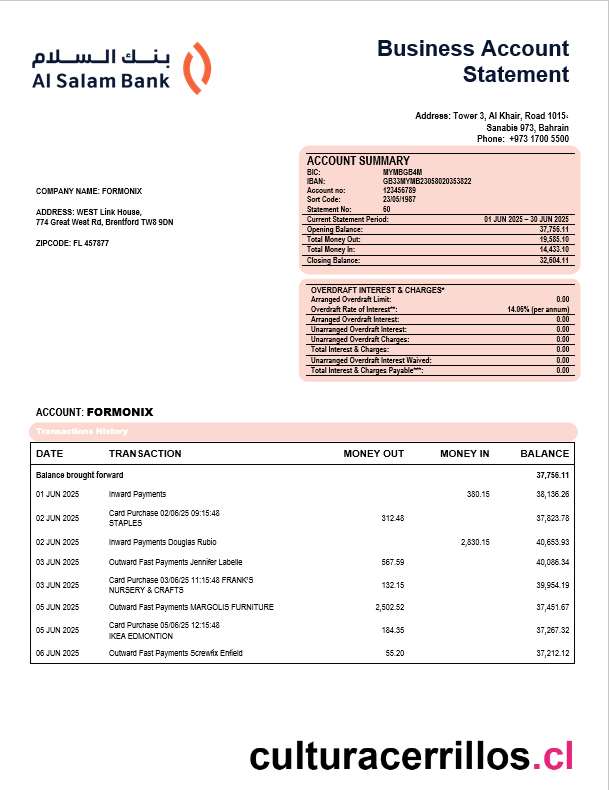 بنك السلام
Al Salam Bank
Business Account
Statement
Address: Tower 3, Al Khair, Road 1015،
Sanabis 973, Bahrain
Phone: +973 1700 5500
ACCOUNT SUMMARY
BIC: MYMBGB4M
IBAN: GB33MYMB23058020353822
Account no: 123456789
Sort Code: 23/05/1987
Statement No: 60
Current Statement Period: 01 JUN 2025 – 30 JUN 2025
Opening Balance: 37,756.11
Total Money Out: 19,585.10
Total Money In: 14,433.10
Closing Balance: 32,604.11
COMPANY NAME: FORMONIX
ADDRESS: WEST Link House,
774 Great West Rd, Brentford TW8 9DN
ZIPCODE: FL 457877
OVERDRAFT INTEREST & CHARGES*
Arranged Overdraft Limit: 0.00
Overdraft Rate of Interest**: 14.06% (per annum)
Arranged Overdraft Interest: 0.00
Unarranged Overdraft Interest: 0.00
Unarranged Overdraft Charges: 0.00
Total Interest & Charges: 0.00
Unarranged Overdraft Interest Waived: 0.00
Total Interest & Charges Payable***: 0.00
ACCOUNT: FORMONIX
Transactions History
DATE TRANSACTION MONEY OUT MONEY IN BALANCE
Balance brought forward 37,756.11
01 JUN 2025 Inward Payments 380.15 38,136.26
02 JUN 2025 Card Purchase 02/06/25 09:15:48
STAPLES 312.48 37,823.78
02 JUN 2025 Inward Payments Douglas Rubio 2,830.15 40,653.93
03 JUN 2025 Outward Fast Payments Jennifer Labelle 567.59 40,086.34
03 JUN 2025 Card Purchase 03/06/25 11:15:48 FRANK'S
NURSERY & CRAFTS 132.15 39,954.19
05 JUN 2025 Outward Fast Payments MARGOLIS FURNITURE 2,502.52 37,451.67
05 JUN 2025 Card Purchase 05/06/25 12:15:48
IKEA EDMONTION 184.35 37,267.32
06 JUN 2025 Outward Fast Payments Screwfix Enfield 55.20 37,212.12
culturacerrillos.cl